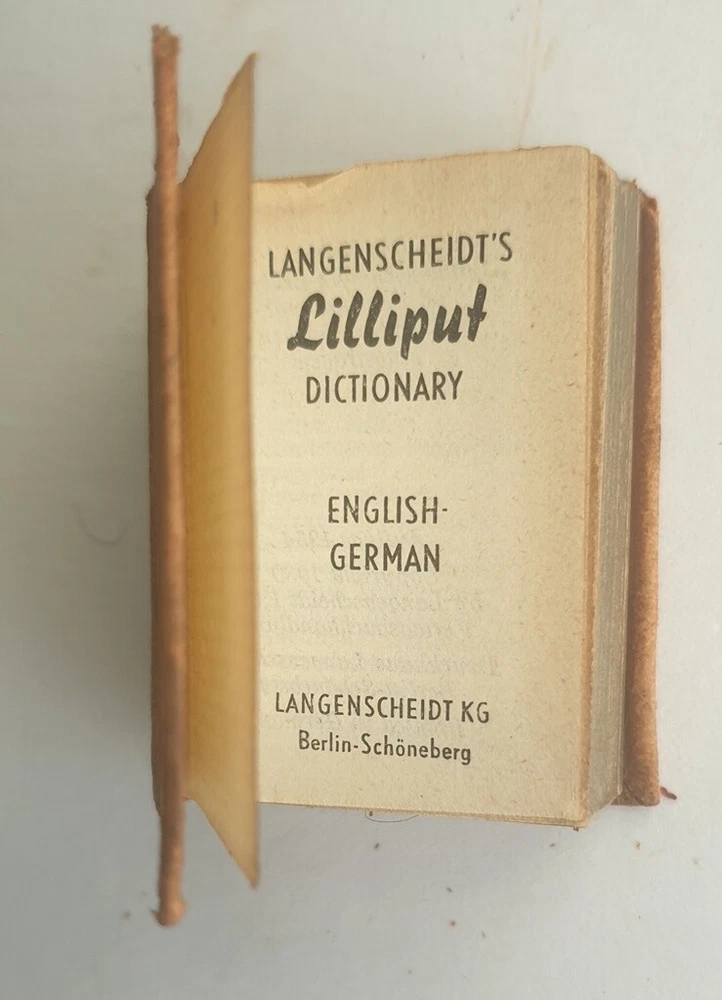 LANGENSCHEIDT'S
Lilliput
DICTIONARY
ENGLISH-
GERMAN
LANGENSCHEIDT KG
Berlin-Schöneberg